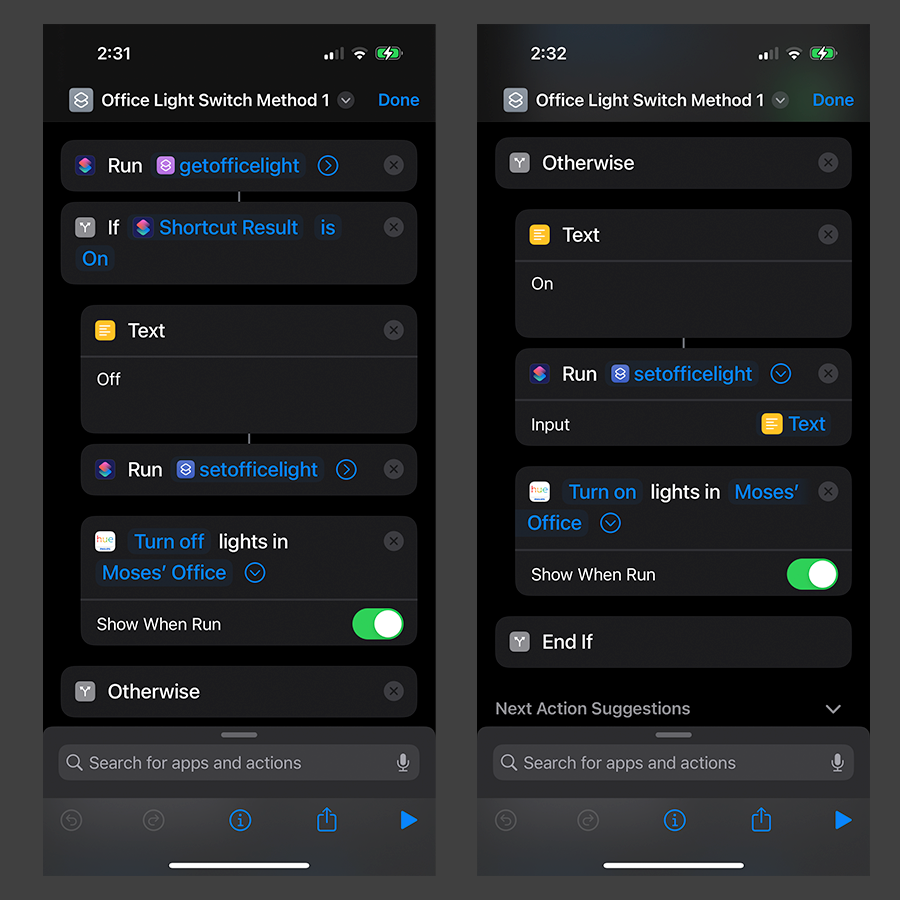 2:31
Office Light Switch Method 1
Done
Run getofficelight
If Shortcut Result is
On
Text
Off
Run setofficelight
hue
Turn off lights in
Moses’ Office
Show When Run
Otherwise
Search for apps and actions
2:32
Office Light Switch Method 1
Done
Otherwise
Text
On
Run setofficelight
Input Text
hue
Turn on lights in Moses’
Office
Show When Run
End If
Next Action Suggestions
Search for apps and actions